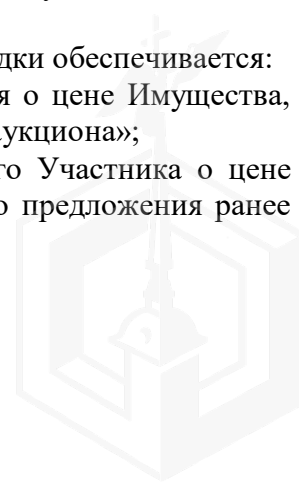 дки обеспечивается:
я о цене Имущества,
укциона»;
го Участника о цене
о предложения ранее